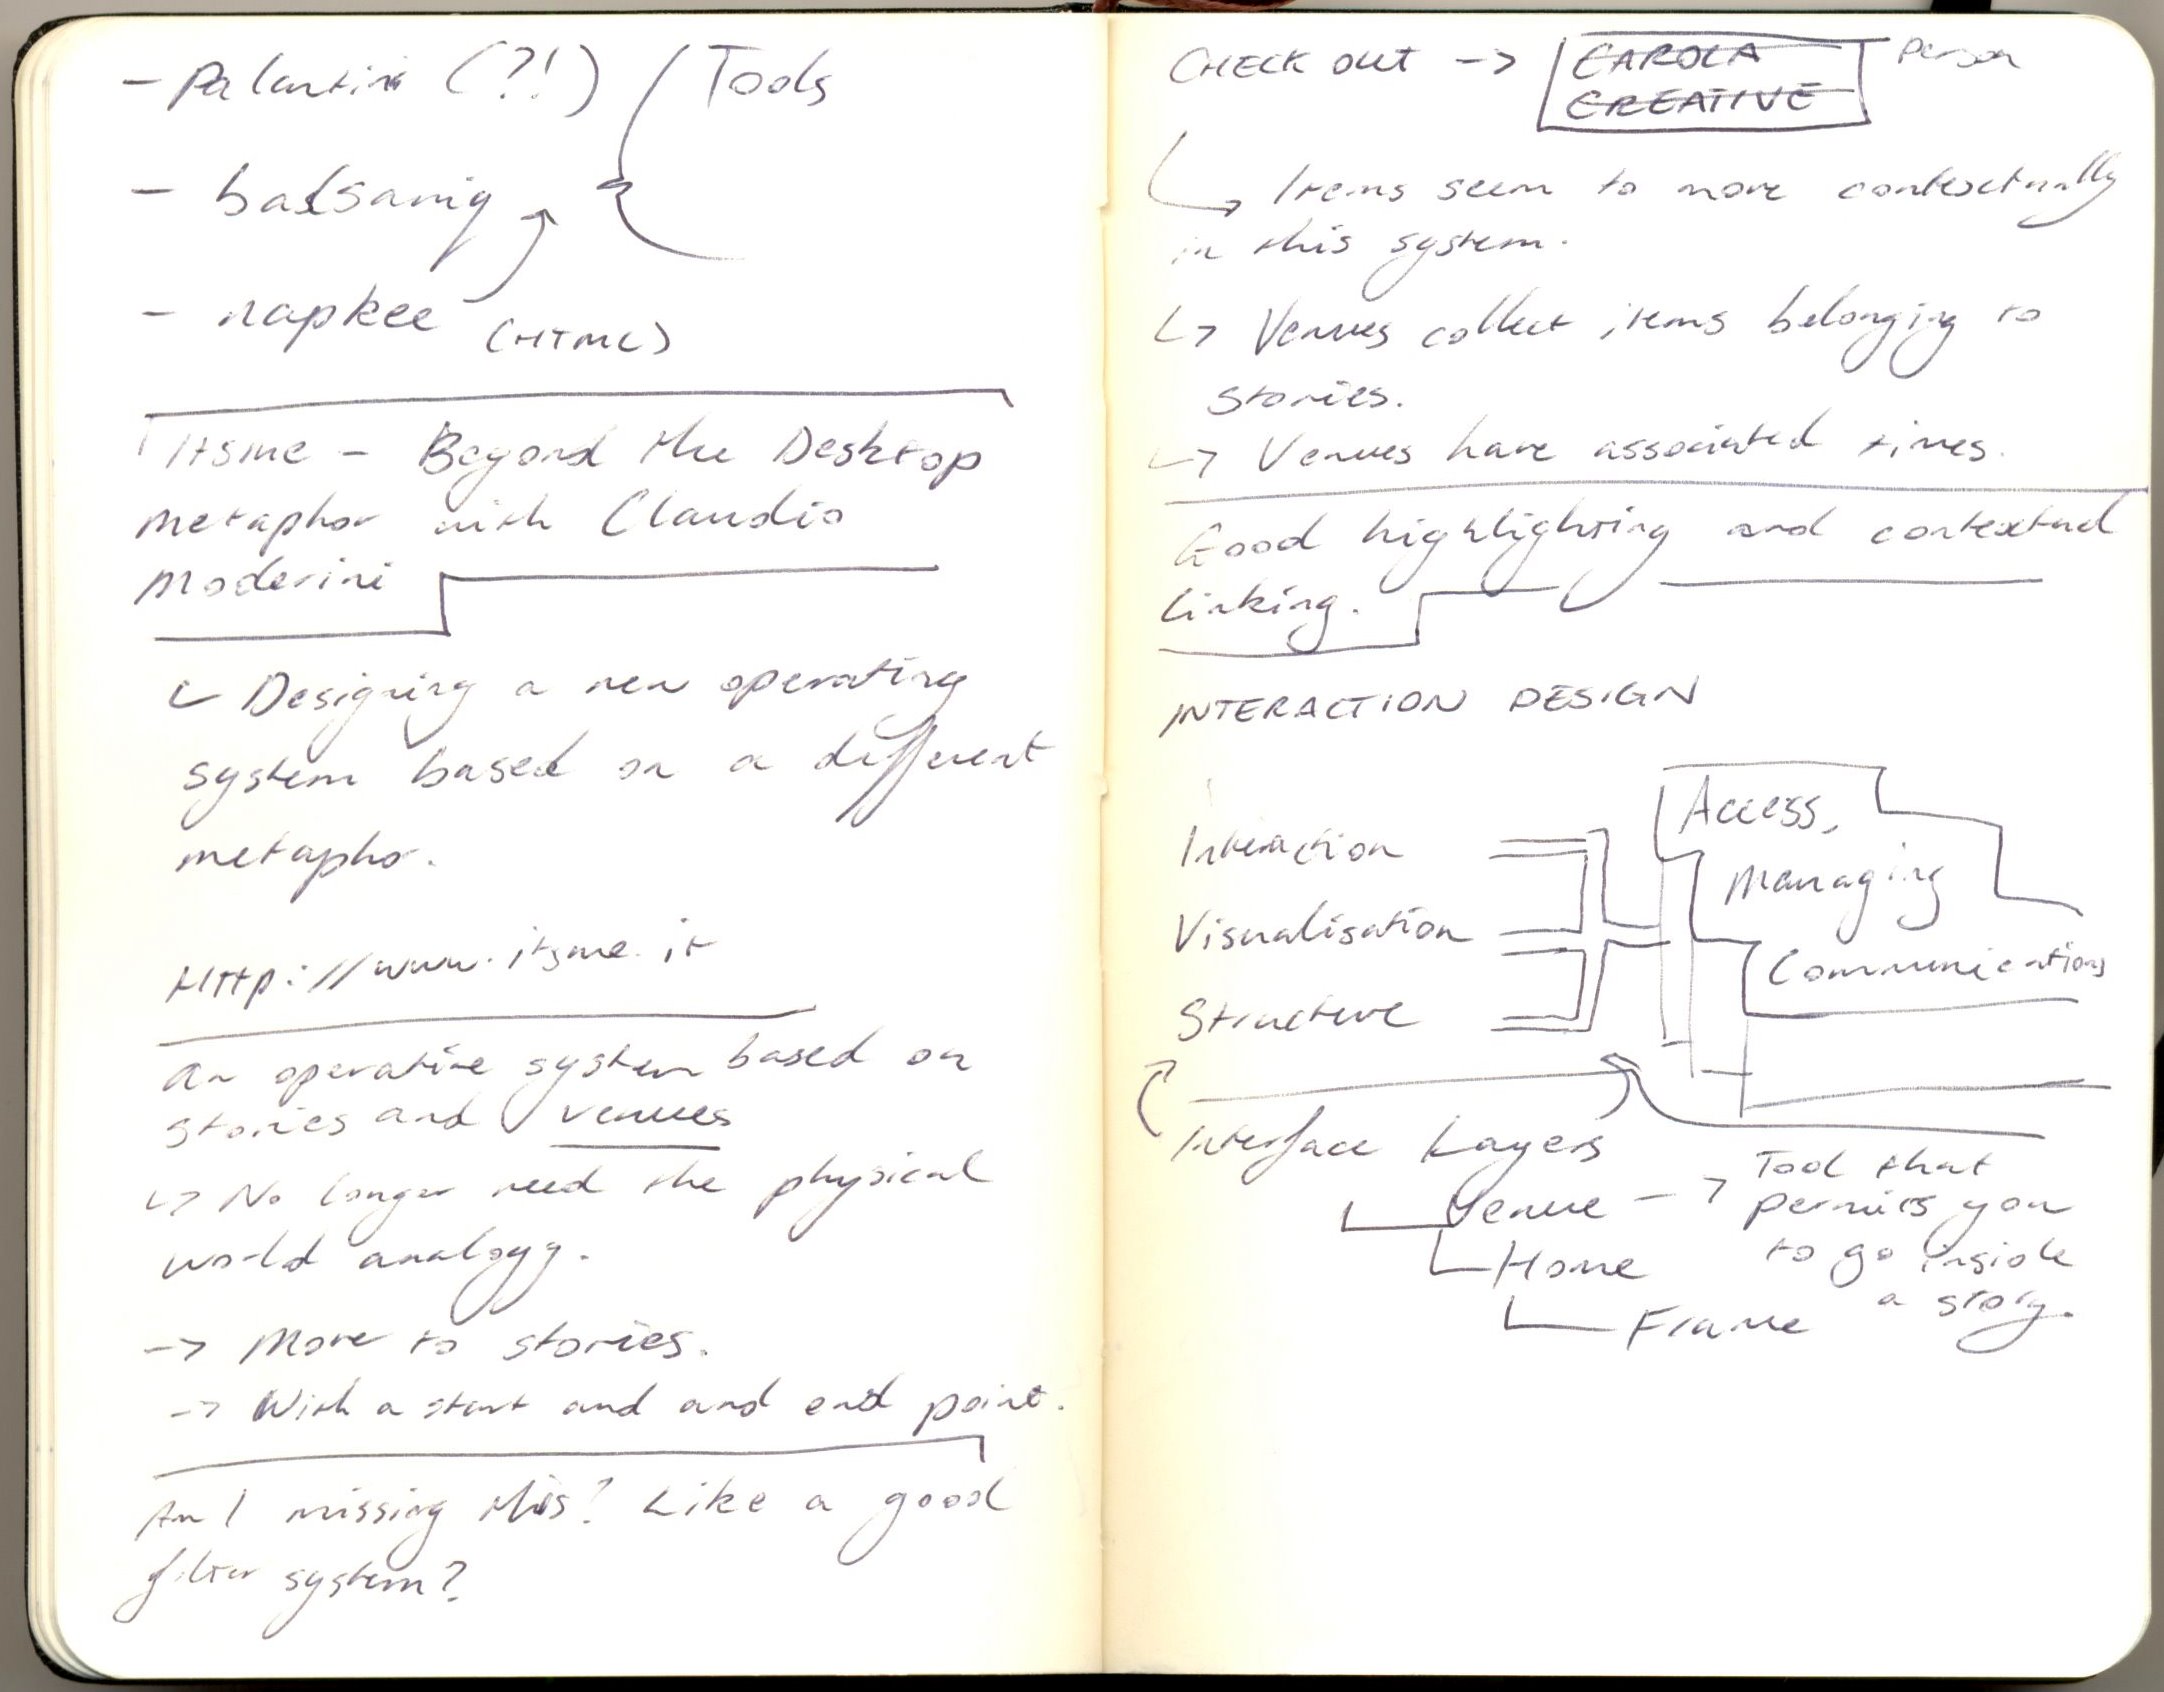 - Palantir (?!)
Tools
- balsamiq
- napkee (HTML)
Itsme - Beyond the Desktop
Metaphor with Claudio
Moderini
Designing a new operating
system based on a different
metaphor.
Http://www.itsme.it
An operative system based on
stories and venues
↳ No longer need the physical
world analogy.
-> Move to stories.
-> With a start and and end point.
Am I missing this? Like a good
filter system?
CHECK OUT -> CAROLA
CREATIVE
person
Items seem to move contextually
in this system.
↳ Venues collect items belonging to
stories.
↳ Venues have associated times.
Good highlighting and contextual
linking.
INTERACTION DESIGN
Interaction
Visualisation
Structure
Access,
Managing
Communications
Interface Layers
Venue -> Tool that
permits you
to go inside
a story.
Home
Frame